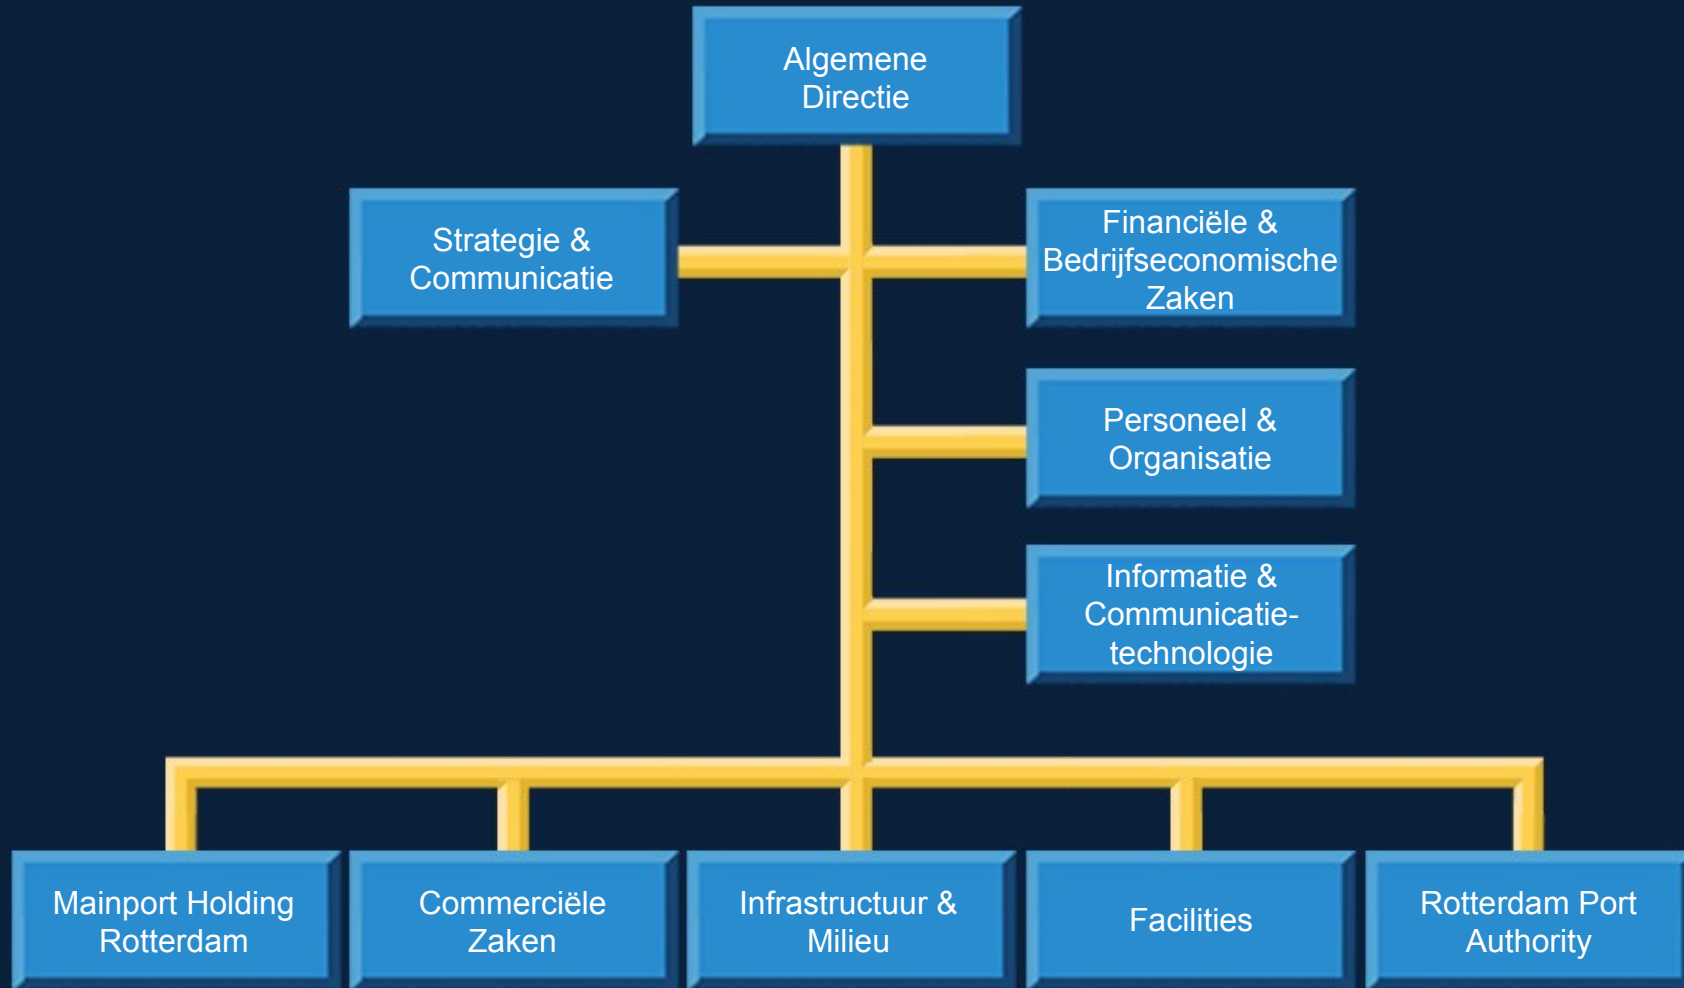 Algemene
Directie
Strategie &
Communicatie
Financiële &
Bedrijfseconomische
Zaken
Personeel &
Organisatie
Informatie &
Communicatie-
technologie
Mainport Holding
Rotterdam
Commerciële
Zaken
Infrastructuur &
Milieu
Facilities
Rotterdam Port
Authority